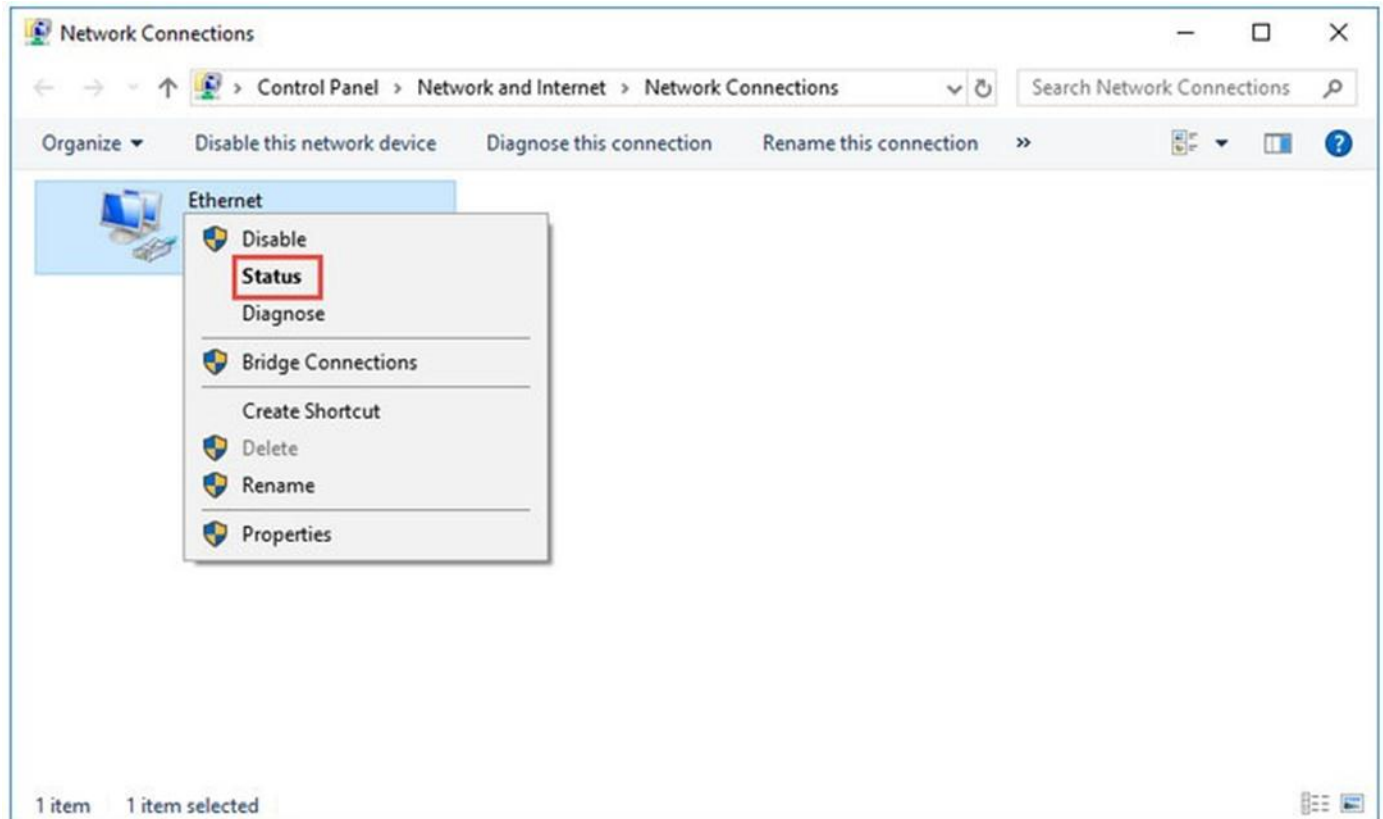 Network Connections
Control Panel > Network and Internet > Network Connections
Search Network Connections
Organize
Disable this network device
Diagnose this connection
Rename this connection
»
Ethernet
Disable
Status
Diagnose
Bridge Connections
Create Shortcut
Delete
Rename
Properties
1 item
1 item selected